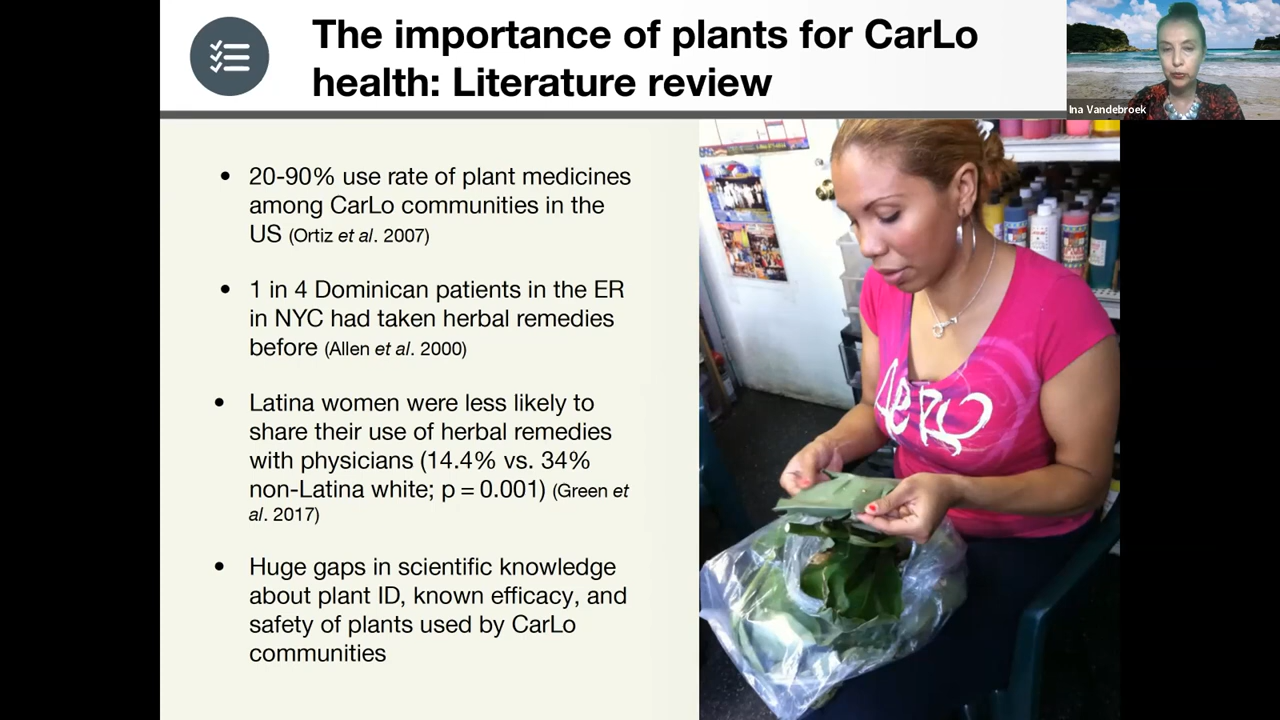 The importance of plants for CarLo
health: Literature review
Ina Vandebroek
• 20-90% use rate of plant medicines
among CarLo communities in the
US (Ortiz et al. 2007)
• 1 in 4 Dominican patients in the ER
in NYC had taken herbal remedies
before (Allen et al. 2000)
• Latina women were less likely to
share their use of herbal remedies
with physicians (14.4% vs. 34%
non-Latina white; p = 0.001) (Green et
al. 2017)
• Huge gaps in scientific knowledge
about plant ID, known efficacy, and
safety of plants used by CarLo
communities
AERO